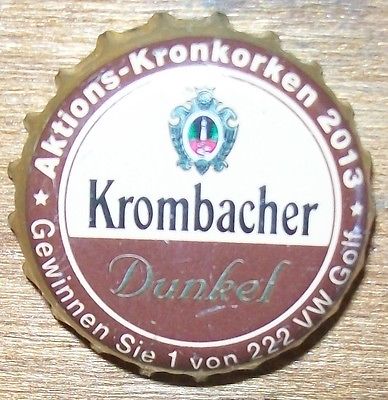 ★ Aktions-Kronkorken 2013 ★
Krombacher
Dunkel
Gewinnen Sie 1 von 222 VW Golf